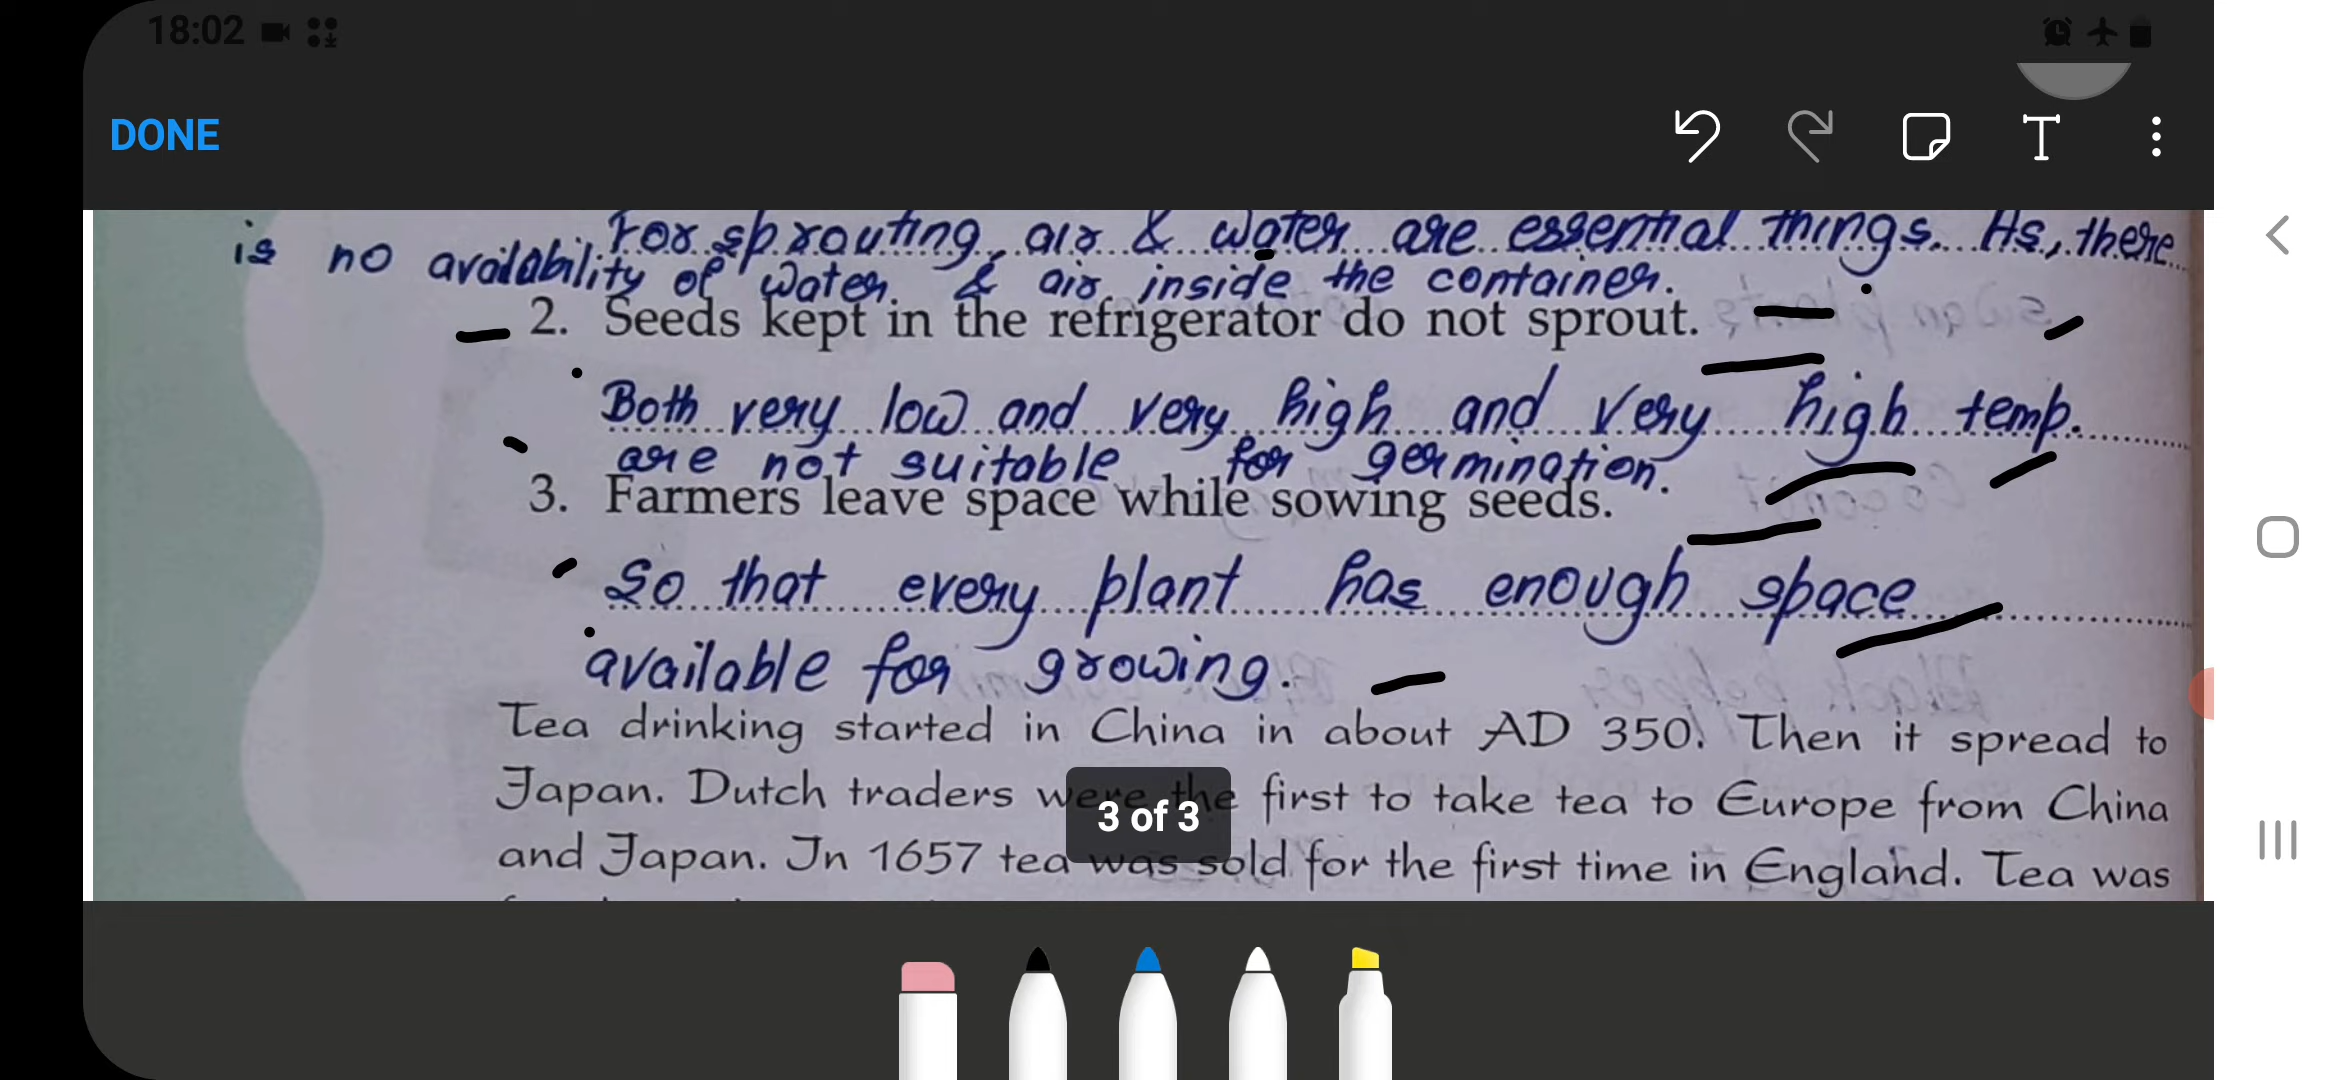 18:02
DONE
For sprouting, air & water are essential things. As, there
is no availability of water & air inside the container.
2. Seeds kept in the refrigerator do not sprout.
Both very low and very high and very high temp.
are not suitable for germination.
3. Farmers leave space while sowing seeds.
So that every plant has enough space
available for growing.
Tea drinking started in China in about AD 350. Then it spread to
Japan. Dutch traders were the first to take tea to Europe from China
and Japan. In 1657 tea was sold for the first time in England. Tea was
3 of 3